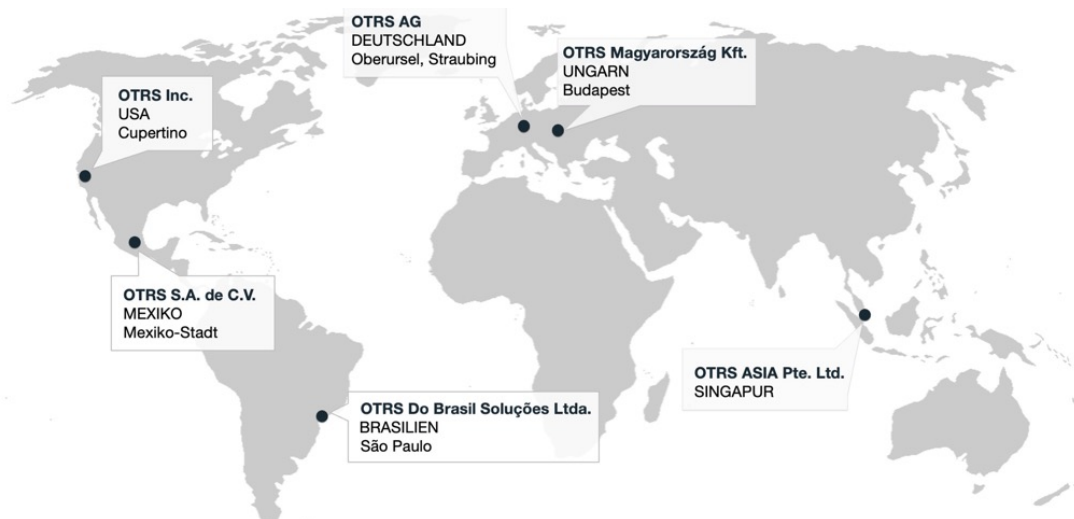 OTRS AG
DEUTSCHLAND
Oberursel, Straubing
OTRS Magyarország Kft.
UNGARN
Budapest
OTRS Inc.
USA
Cupertino
OTRS S.A. de C.V.
MEXIKO
Mexiko-Stadt
OTRS ASIA Pte. Ltd.
SINGAPUR
OTRS Do Brasil Soluções Ltda.
BRASILIEN
São Paulo